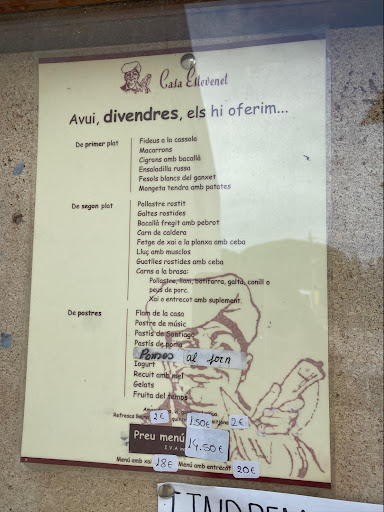 Casa Ellevenet
Avui, divendres, els hi oferim...
De primer plat
Fideus a la cassola
Macarrons
Cigrons amb bacallà
Ensaladilla russa
Fesols blancs del ganxet
Mongeta tendra amb patates
De segon plat
Pollastre rostit
Galtes rostides
Bacallà fregit amb pebrot
Carn de caldera
Fetge de xai a la planxa amb ceba
Lluç amb musclos
Guatlles rostides amb ceba
Carns a la brasa:
Pollastre, llom, botifarra, galta, conill o
peus de porc.
Xai o entrecot amb suplement.
De postres
Flam de la casa
Postre de músic
Pastís de Santiago
Pastís de poma
Pomes al forn
Iogurt
Recuit amb mel
Gelats
Fruita del temps
Refresca
2€ 1.50€ 2€
Preu menú 14.50€
Menú amb xai 18€ Menú amb entrecot 20€